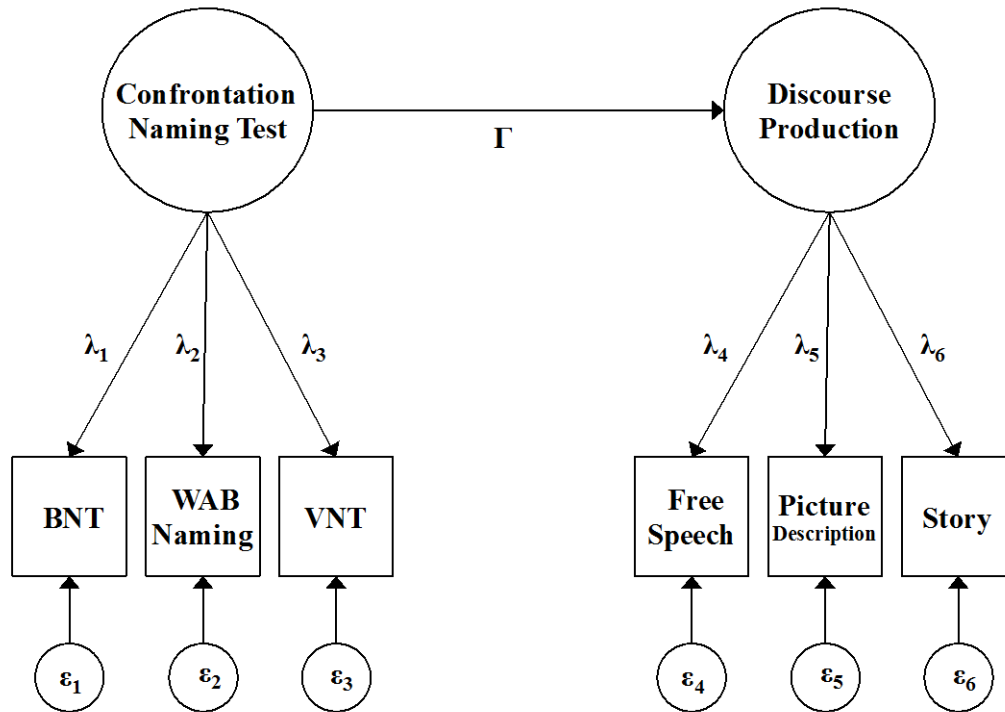 Confrontation
Naming Test
Discourse
Production
Γ
λ1
λ2
λ3
λ4
λ5
λ6
BNT
WAB
Naming
VNT
Free
Speech
Picture
Description
Story
ε1
ε2
ε3
ε4
ε5
ε6